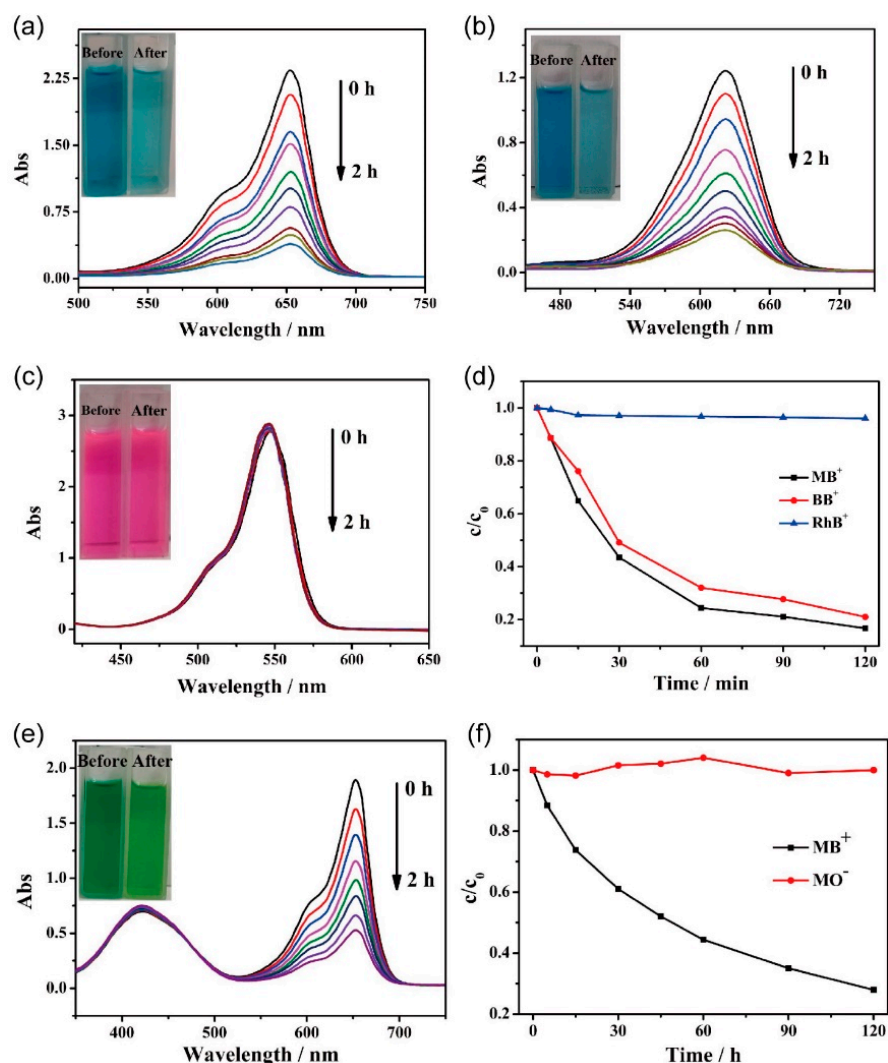 (a)
Before After
0 h
2 h
Abs
2.25
1.50
0.75
0.00
500 550 600 650 700 750
Wavelength / nm
(b)
Before After
0 h
2 h
Abs
1.2
0.8
0.4
0.0
480 540 600 660 720
Wavelength / nm
(c)
Before After
0 h
2 h
Abs
3
2
1
0
450 500 550 600 650
Wavelength / nm
(d)
c/c0
1.0
0.8
0.6
0.4
0.2
MB+
BB+
RhB+
0 30 60 90 120
Time / min
(e)
Before After
0 h
2 h
Abs
2.0
1.5
1.0
0.5
0.0
400 500 600 700
Wavelength / nm
(f)
c/c0
1.0
0.8
0.6
0.4
0.2
MB+
MO-
0 30 60 90 120
Time / h